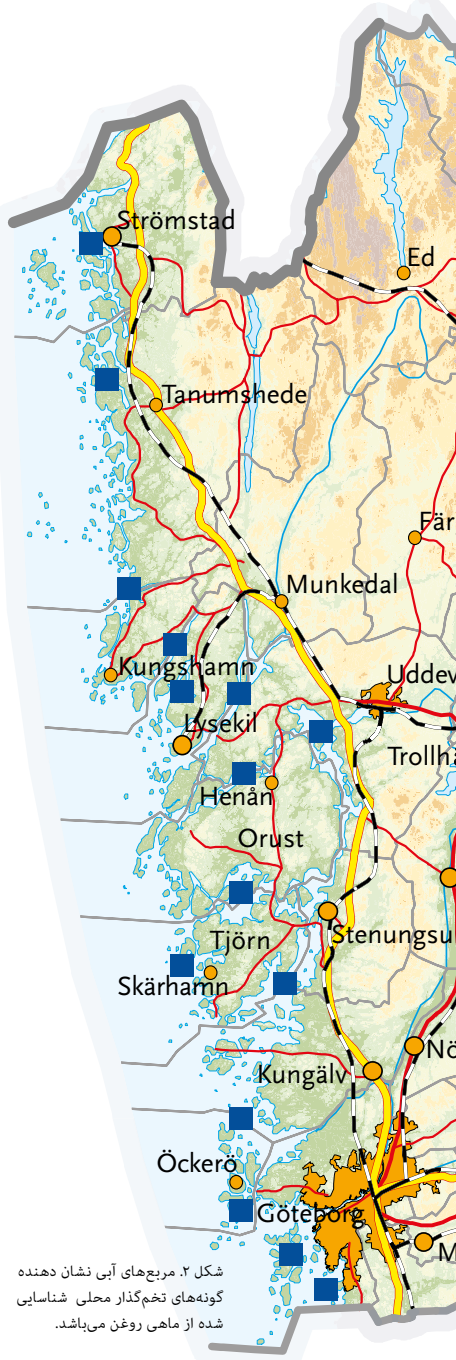 Strömstad
Ed
Tanumshede
Fär
Munkedal
Kungshamn
Uddev
Lysekil
Trollhä
Henån
Orust
Tjörn
Stenungsu
Skärhamn
Nö
Kungälv
Öckerö
Göteborg
M
شکل ۲. مربع‌های آبی نشان دهنده
گونه‌های تخم‌گذار محلی شناسایی
شده از ماهی روغن می‌باشد.